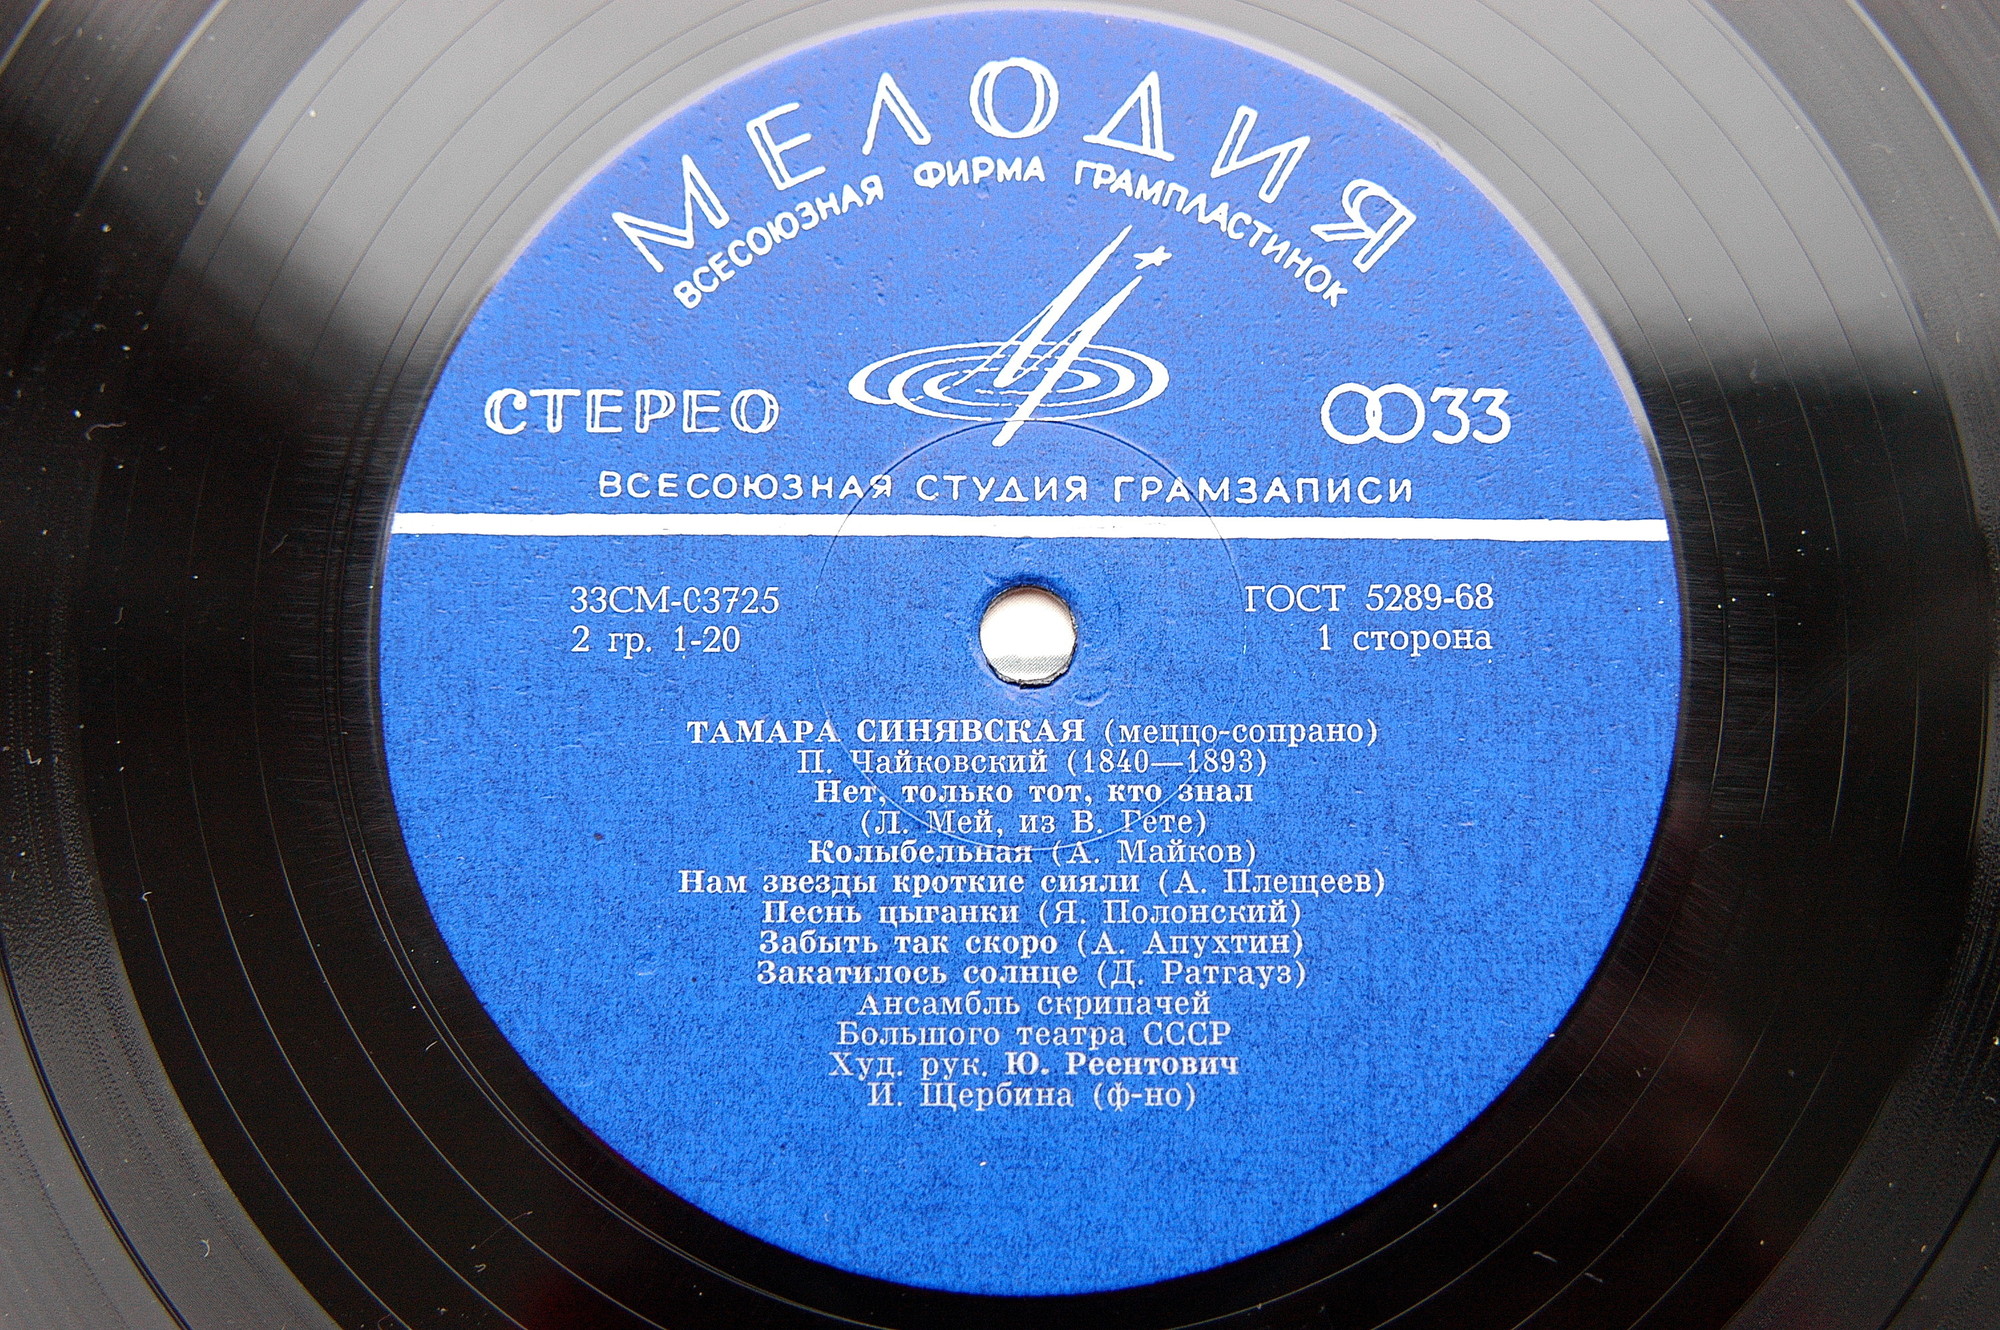 МЕЛОДИЯ
ВСЕСОЮЗНАЯ ФИРМА ГРАМПЛАСТИНОК
СТЕРЕО
33
ВСЕСОЮЗНАЯ СТУДИЯ ГРАМЗАПИСИ
33СМ-03725
ГОСТ 5289-68
2 гр. 1-20
1 сторона
ТАМАРА СИНЯВСКАЯ (меццо-сопрано)
П. Чайковский (1840—1893)
Нет, только тот, кто знал
(Л. Мей, из В. Гете)
Колыбельная (А. Майков)
Нам звезды кроткие сияли (А. Плещеев)
Песнь цыганки (Я. Полонский)
Забыть так скоро (А. Апухтин)
Закатилось солнце (Д. Ратгауз)
Ансамбль скрипачей
Большого театра СССР
Худ. рук. Ю. Реентович
И. Щербина (ф-но)